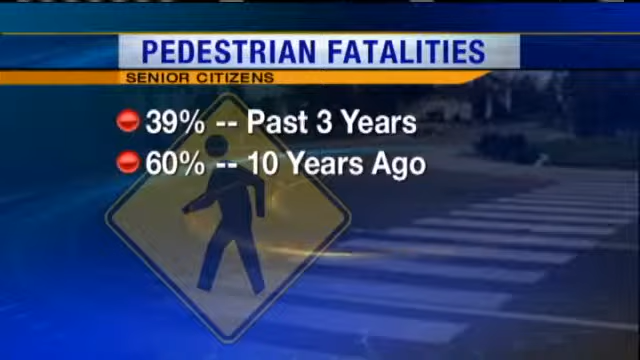 PEDESTRIAN FATALITIES
SENIOR CITIZENS
39% -- Past 3 Years
60% -- 10 Years Ago